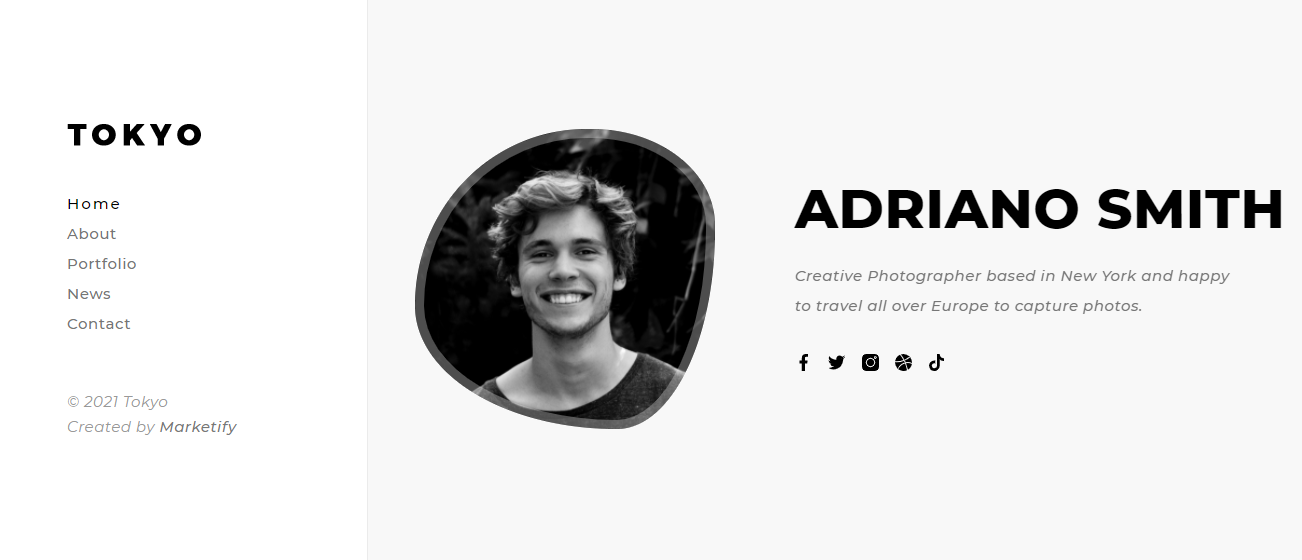 TOKYO
Home
About
Portfolio
News
Contact
© 2021 Tokyo
Created by Marketify
ADRIANO SMITH
Creative Photographer based in New York and happy
to travel all over Europe to capture photos.